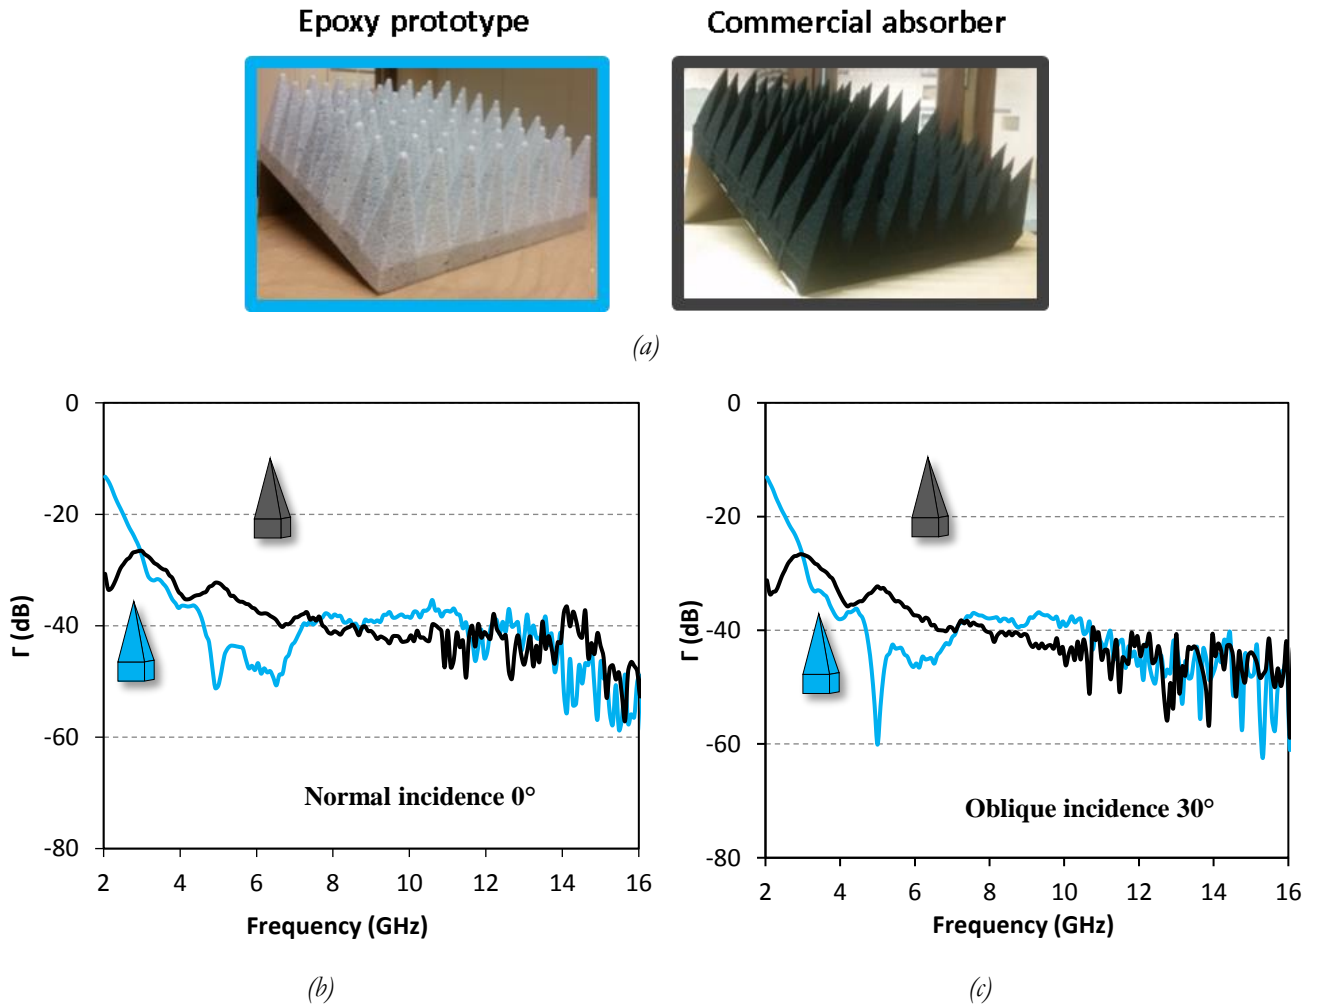 Epoxy prototype
Commercial absorber
(a)
0
-20
-40
-60
-80
Γ (dB)
2 4 6 8 10 12 14 16
Frequency (GHz)
Normal incidence 0°
(b)
0
-20
-40
-60
-80
Γ (dB)
2 4 6 8 10 12 14 16
Frequency (GHz)
Oblique incidence 30°
(c)